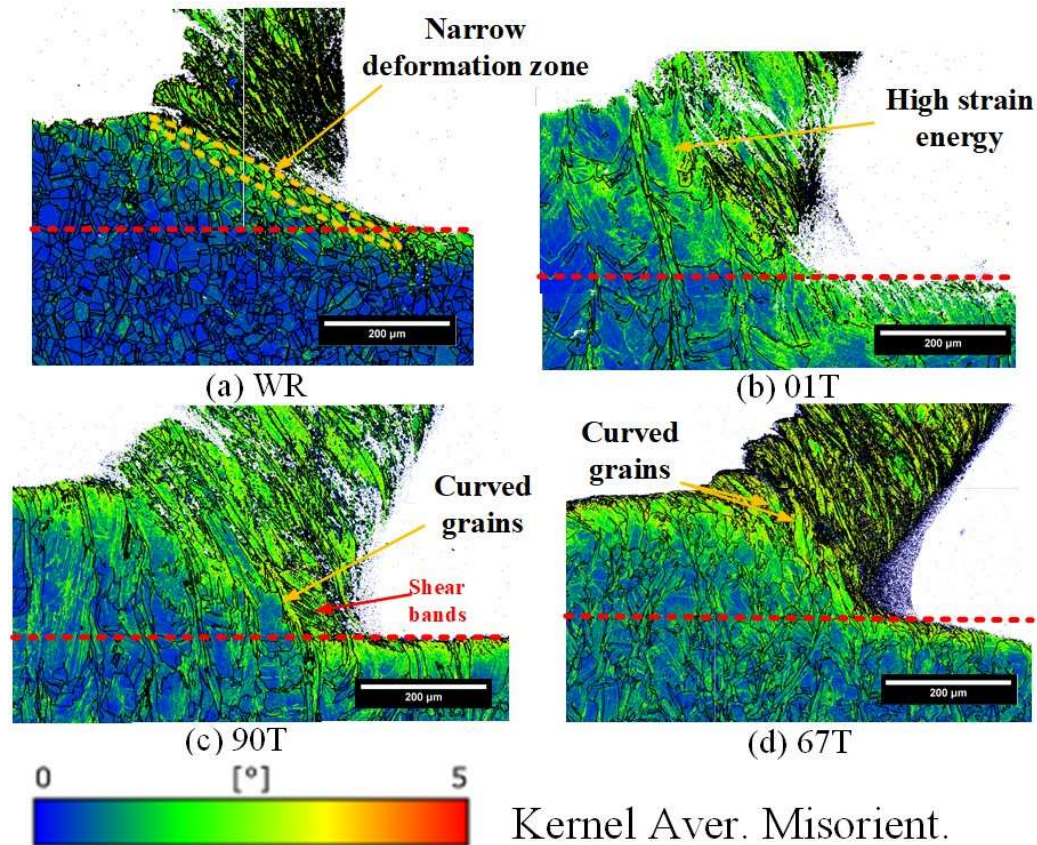 Narrow
deformation zone
200 µm
(a) WR
High strain
energy
200 µm
(b) 01T
Curved
grains
Shear
bands
200 µm
(c) 90T
Curved
grains
200 µm
(d) 67T
0 [°] 5
Kernel Aver. Misorient.